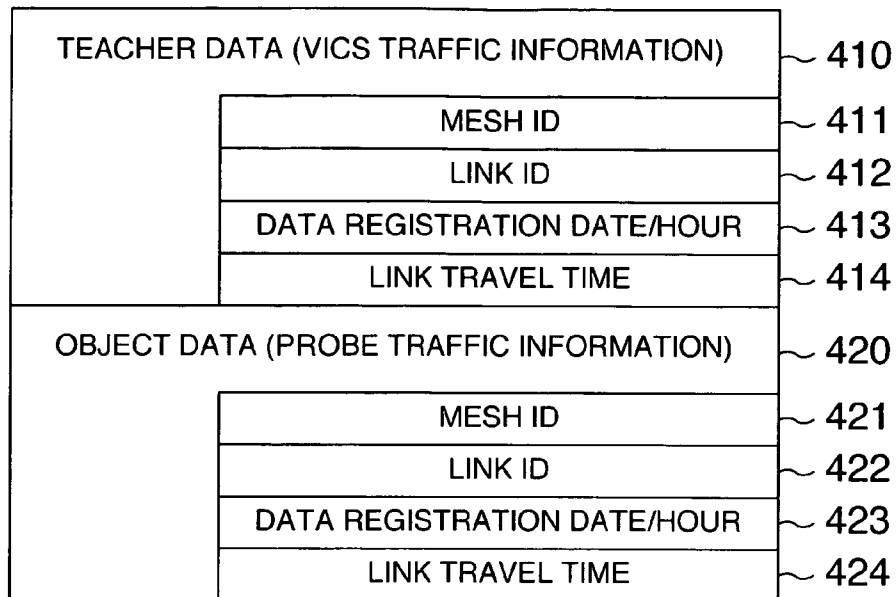 TEACHER DATA (VICS TRAFFIC INFORMATION) 410
MESH ID 411
LINK ID 412
DATA REGISTRATION DATE/HOUR 413
LINK TRAVEL TIME 414
OBJECT DATA (PROBE TRAFFIC INFORMATION) 420
MESH ID 421
LINK ID 422
DATA REGISTRATION DATE/HOUR 423
LINK TRAVEL TIME 424